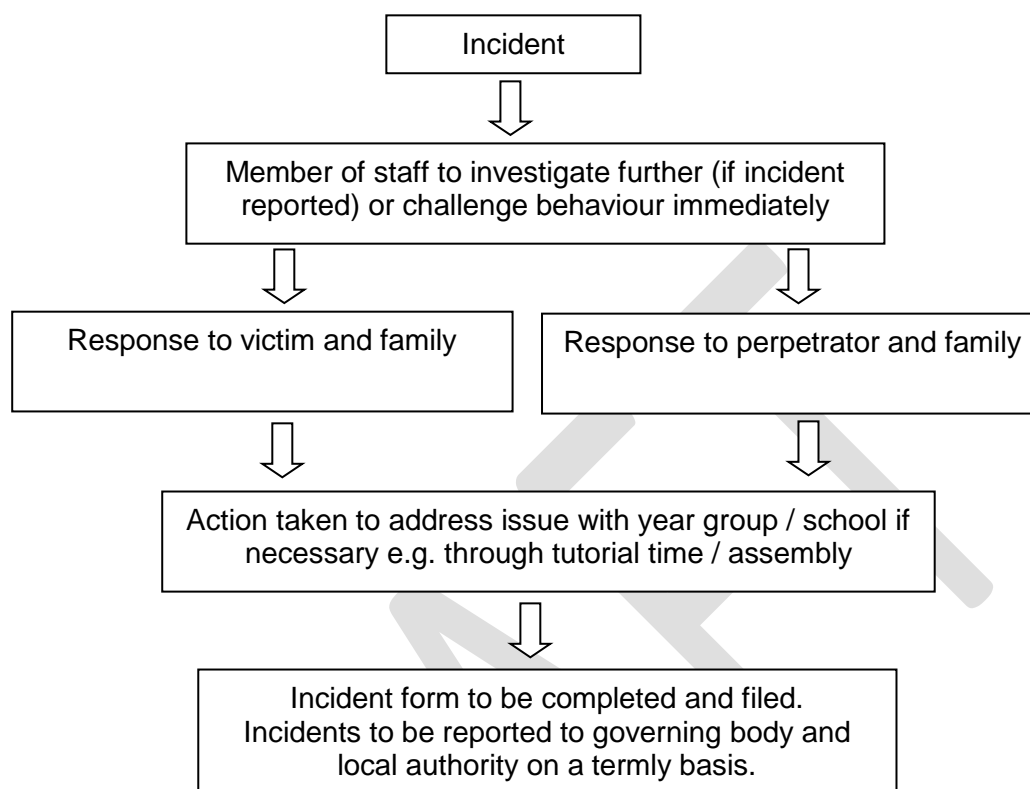 Incident
Member of staff to investigate further (if incident
reported) or challenge behaviour immediately
Response to victim and family
Response to perpetrator and family
Action taken to address issue with year group / school if
necessary e.g. through tutorial time / assembly
Incident form to be completed and filed.
Incidents to be reported to governing body and
local authority on a termly basis.